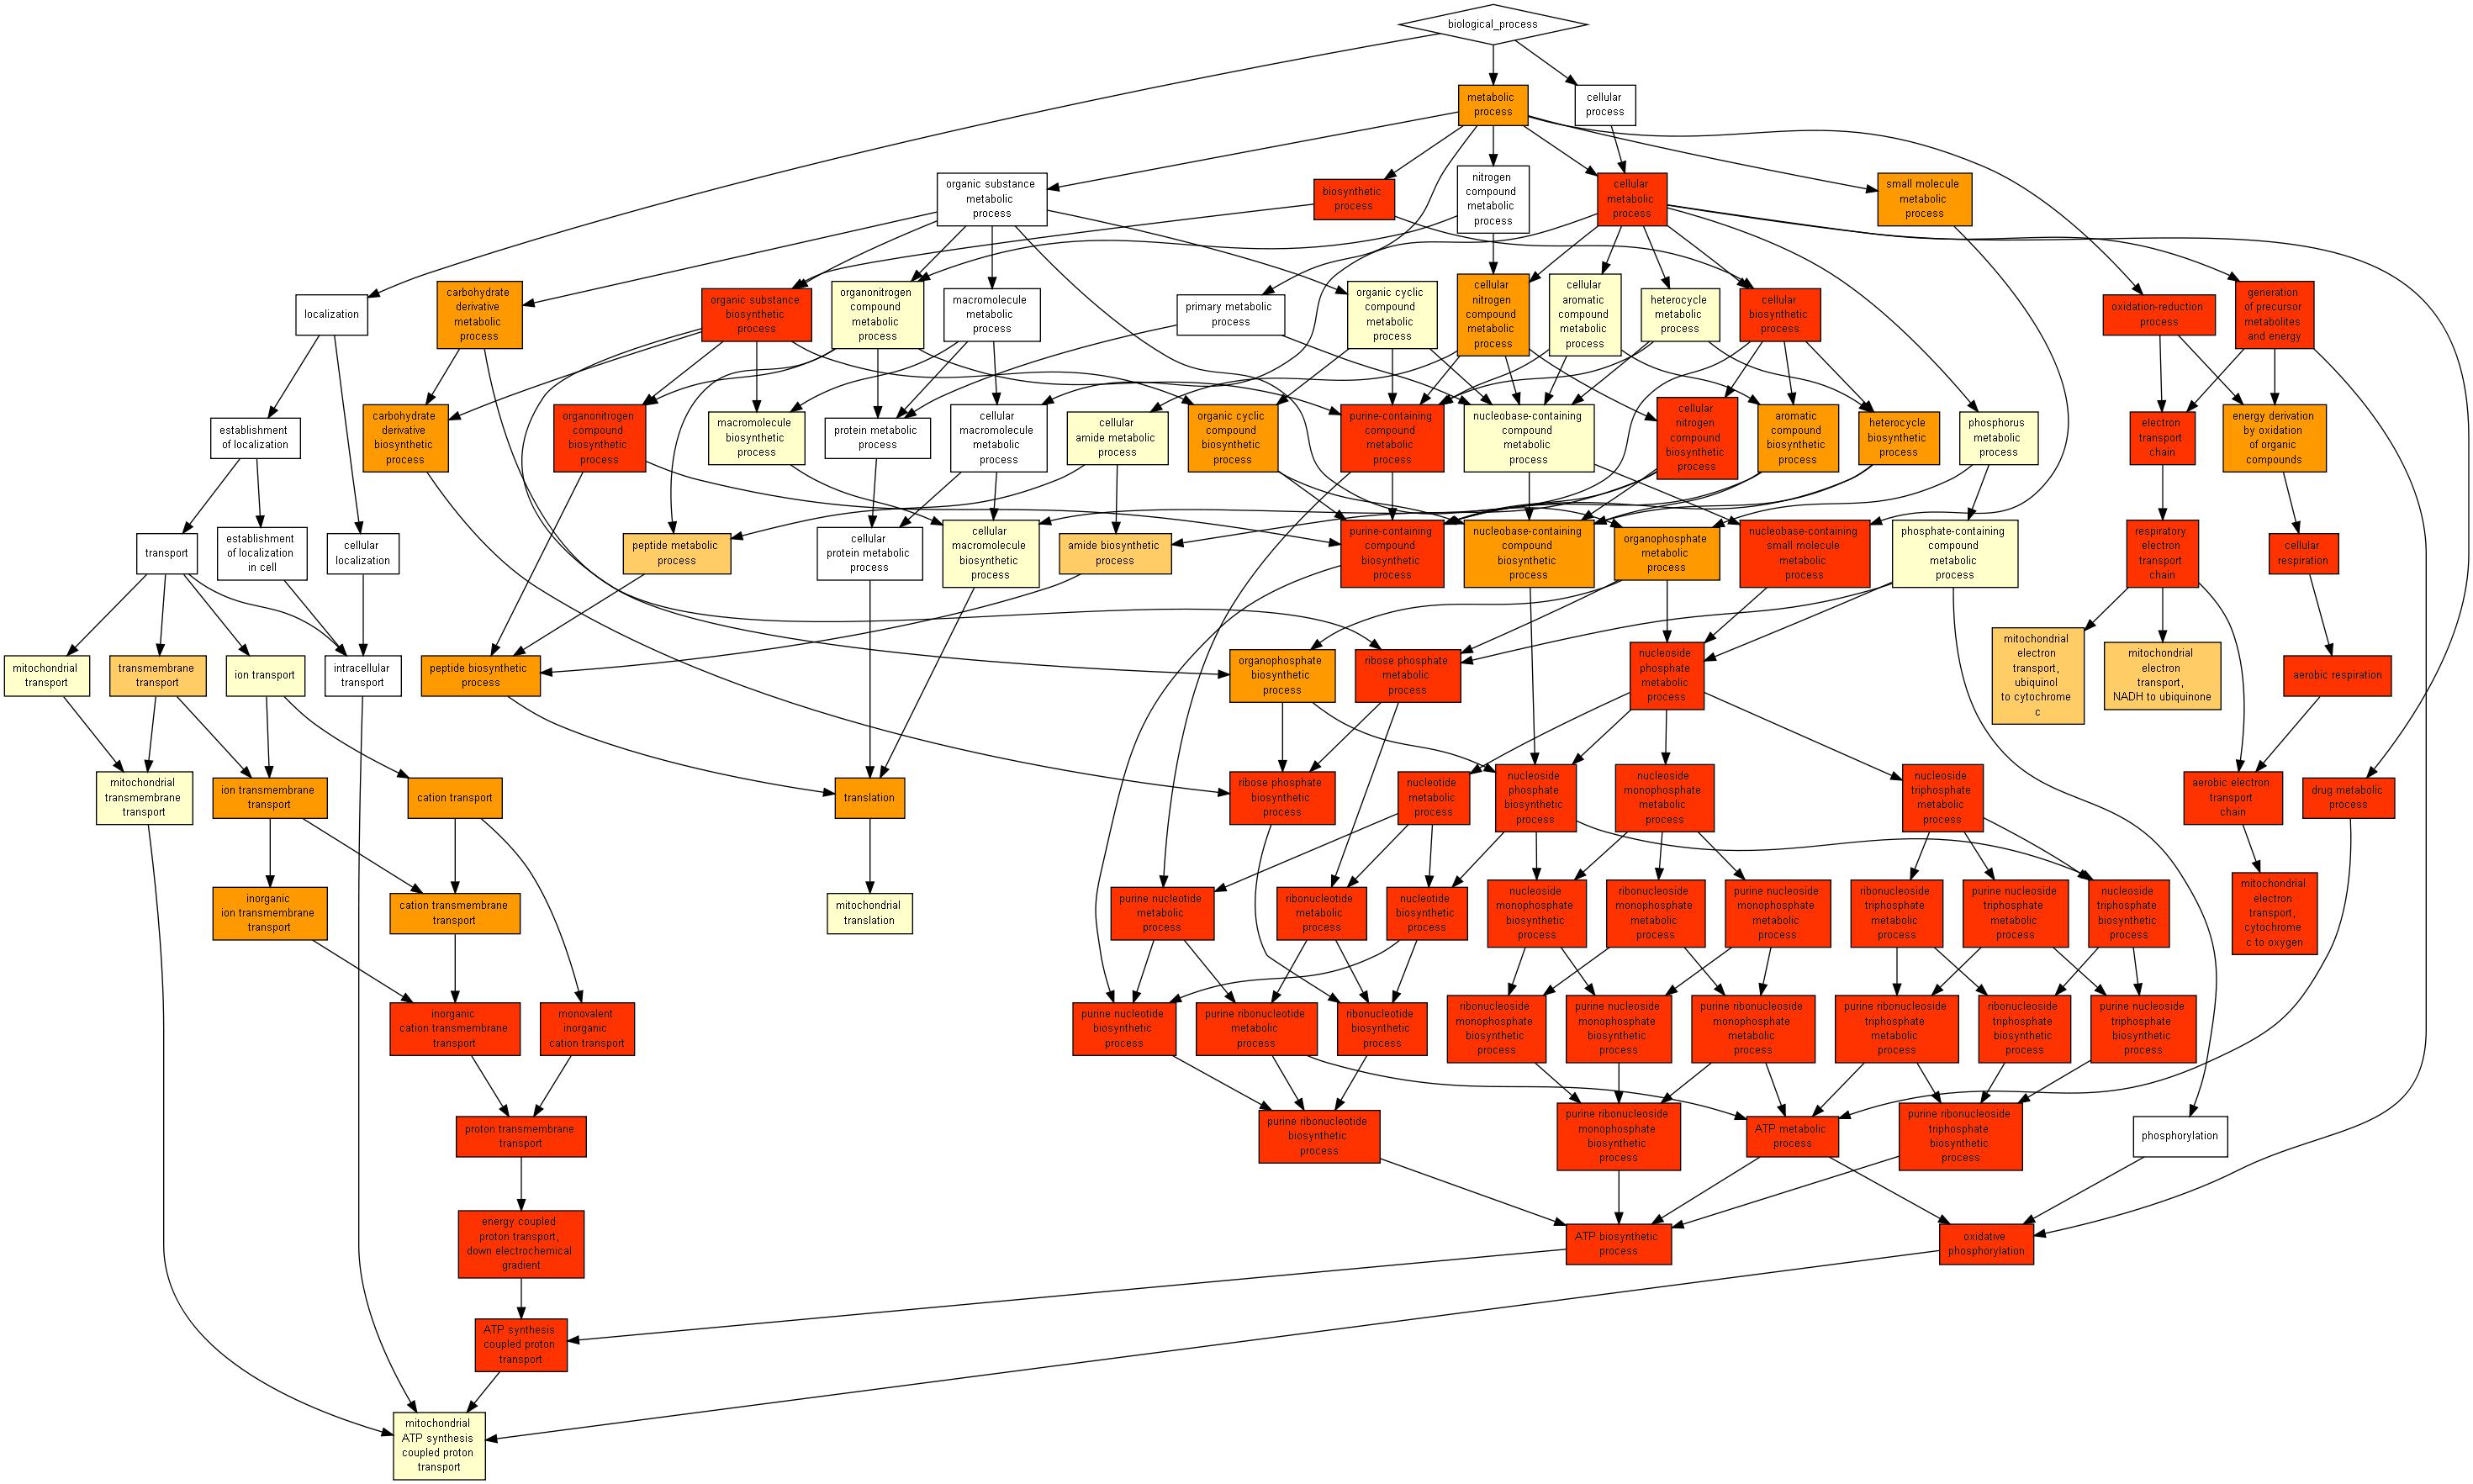 biological_process
metabolic
process
cellular
process
organic substance
metabolic
process
biosynthetic
process
nitrogen
compound
metabolic
process
cellular
metabolic
process
small molecule
metabolic
process
localization
carbohydrate
derivative
metabolic
process
organic substance
biosynthetic
process
organonitrogen
compound
metabolic
process
macromolecule
metabolic
process
primary metabolic
process
organic cyclic
compound
metabolic
process
cellular
nitrogen
compound
metabolic
process
cellular
aromatic
compound
metabolic
process
heterocycle
metabolic
process
cellular
biosynthetic
process
oxidation-reduction
process
generation
of precursor
metabolites
and energy
establishment
of localization
carbohydrate
derivative
biosynthetic
process
organonitrogen
compound
biosynthetic
process
macromolecule
biosynthetic
process
protein metabolic
process
cellular
macromolecule
metabolic
process
cellular
amide metabolic
process
organic cyclic
compound
biosynthetic
process
purine-containing
compound
metabolic
process
nucleobase-containing
compound
metabolic
process
cellular
nitrogen
compound
biosynthetic
process
aromatic
compound
biosynthetic
process
heterocycle
biosynthetic
process
phosphorus
metabolic
process
electron
transport
chain
energy derivation
by oxidation
of organic
compounds
transport
establishment
of localization
in cell
cellular
localization
peptide metabolic
process
cellular
protein metabolic
process
cellular
macromolecule
biosynthetic
process
amide biosynthetic
process
purine-containing
compound
biosynthetic
process
nucleobase-containing
compound
biosynthetic
process
organophosphate
metabolic
process
nucleobase-containing
small molecule
metabolic
process
phosphate-containing
compound
metabolic
process
respiratory
electron
transport
chain
cellular
respiration
mitochondrial
transport
transmembrane
transport
ion transport
intracellular
transport
peptide biosynthetic
process
organophosphate
biosynthetic
process
ribose phosphate
metabolic
process
nucleoside
phosphate
metabolic
process
mitochondrial
electron
transport,
ubiquinol
to cytochrome
c
mitochondrial
electron
transport,
NADH to ubiquinone
aerobic respiration
mitochondrial
transmembrane
transport
ion transmembrane
transport
cation transport
translation
ribose phosphate
biosynthetic
process
nucleotide
metabolic
process
nucleoside
phosphate
biosynthetic
process
nucleoside
monophosphate
metabolic
process
nucleoside
triphosphate
metabolic
process
aerobic electron
transport
chain
drug metabolic
process
inorganic
ion transmembrane
transport
cation transmembrane
transport
mitochondrial
translation
purine nucleotide
metabolic
process
ribonucleotide
metabolic
process
nucleotide
biosynthetic
process
nucleoside
monophosphate
biosynthetic
process
ribonucleoside
monophosphate
metabolic
process
purine nucleoside
monophosphate
metabolic
process
ribonucleoside
triphosphate
metabolic
process
purine nucleoside
triphosphate
metabolic
process
nucleoside
triphosphate
biosynthetic
process
mitochondrial
electron
transport,
cytochrome
c to oxygen
inorganic
cation transmembrane
transport
monovalent
inorganic
cation transport
purine nucleotide
biosynthetic
process
purine ribonucleotide
metabolic
process
ribonucleotide
biosynthetic
process
ribonucleoside
monophosphate
biosynthetic
process
purine nucleoside
monophosphate
biosynthetic
process
purine ribonucleoside
monophosphate
metabolic
process
purine ribonucleoside
triphosphate
metabolic
process
ribonucleoside
triphosphate
biosynthetic
process
purine nucleoside
triphosphate
biosynthetic
process
proton transmembrane
transport
purine ribonucleotide
biosynthetic
process
purine ribonucleoside
monophosphate
biosynthetic
process
ATP metabolic
process
purine ribonucleoside
triphosphate
biosynthetic
process
phosphorylation
energy coupled
proton transport,
down electrochemical
gradient
ATP biosynthetic
process
oxidative
phosphorylation
ATP synthesis
coupled proton
transport
mitochondrial
ATP synthesis
coupled proton
transport